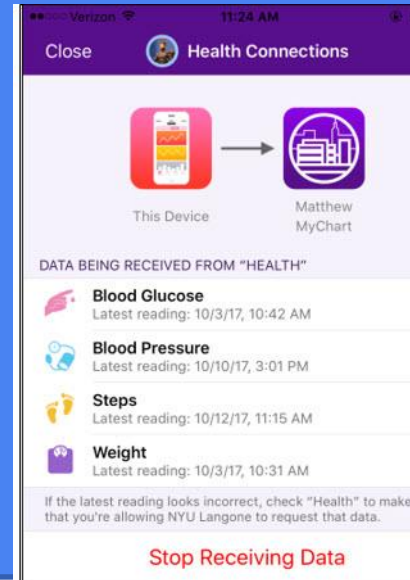 Verizon 11:24 AM
Close Health Connections
This Device
Matthew
MyChart
DATA BEING RECEIVED FROM “HEALTH”
Blood Glucose
Latest reading: 10/3/17, 10:42 AM
Blood Pressure
Latest reading: 10/10/17, 3:01 PM
Steps
Latest reading: 10/12/17, 11:15 AM
Weight
Latest reading: 10/3/17, 10:31 AM
If the latest reading looks incorrect, check “Health” to make
that you're allowing NYU Langone to request that data.
Stop Receiving Data